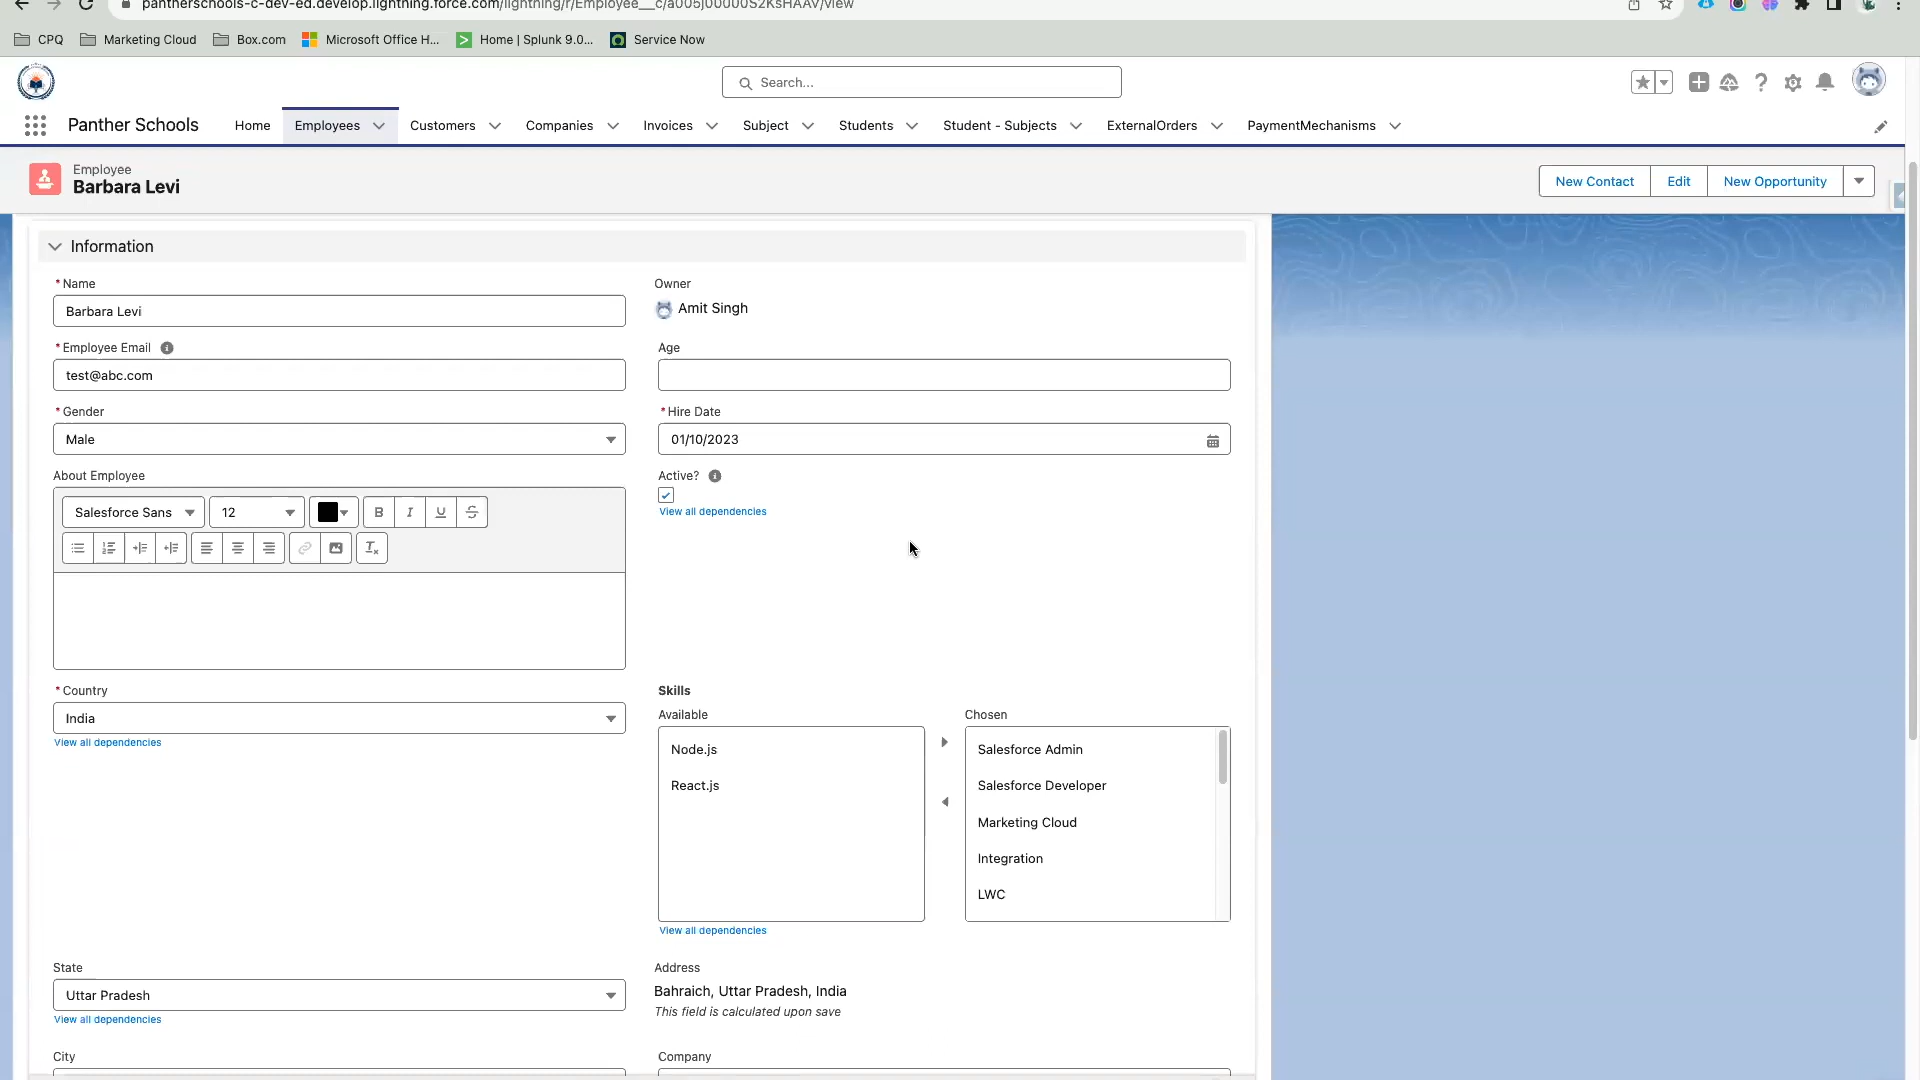 pantherschools-c-dev-ed.develop.lightning.force.com/lightning/r/Employee__c/a005j00000S2KsHAAV/view
CPQ Marketing Cloud Box.com Microsoft Office H... Home | Splunk 9.0... Service Now
Search...
Panther Schools Home Employees Customers Companies Invoices Subject Students Student - Subjects ExternalOrders PaymentMechanisms
Employee
Barbara Levi
New Contact Edit New Opportunity
Information
* Name
Barbara Levi
Owner
Amit Singh
* Employee Email
test@abc.com
Age
* Gender
Male
* Hire Date
01/10/2023
About Employee
Salesforce Sans 12 B I U S
Active?
View all dependencies
* Country
India
View all dependencies
Skills
Available Chosen
Node.js
React.js
Salesforce Admin
Salesforce Developer
Marketing Cloud
Integration
LWC
View all dependencies
State
Uttar Pradesh
View all dependencies
Address
Bahraich, Uttar Pradesh, India
This field is calculated upon save
City
Company